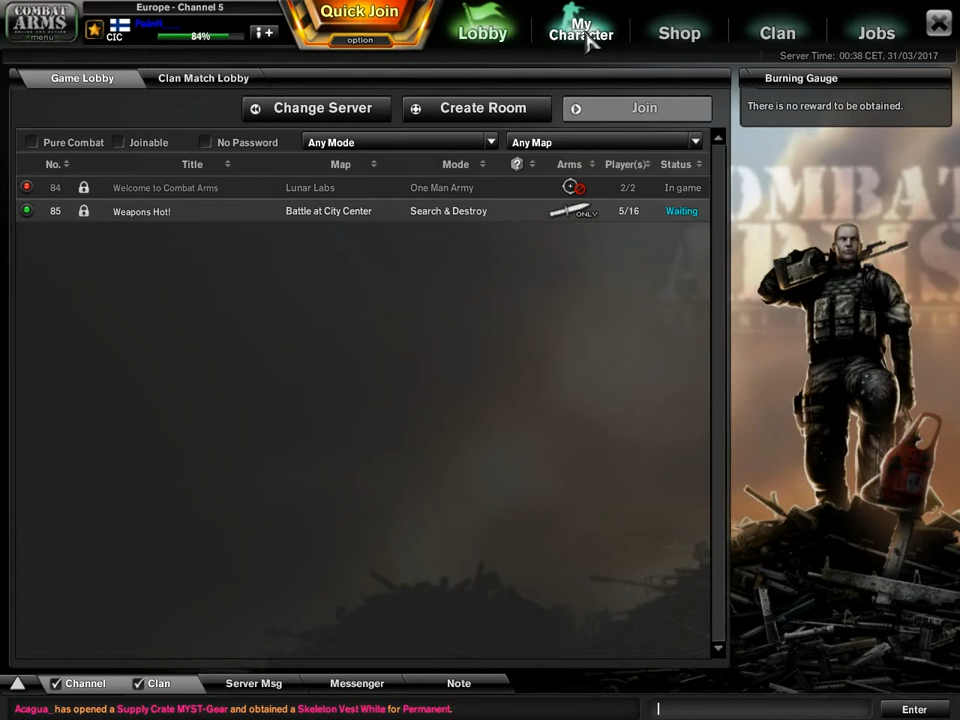 COMBAT ARMS
menu
Europe - Channel 5
CIC
84%
Quick Join
option
Lobby
My Character
Shop
Clan
Jobs
Server Time: 00:38 CET, 31/03/2017
Game Lobby
Clan Match Lobby
Burning Gauge
There is no reward to be obtained.
Change Server
Create Room
Join
Pure Combat
Joinable
No Password
Any Mode
Any Map
No. Title Map Mode Arms Player(s) Status
84 Welcome to Combat Arms Lunar Labs One Man Army 2/2 In game
85 Weapons Hot! Battle at City Center Search & Destroy ONLY 5/16 Waiting
Channel
Clan
Server Msg
Messenger
Note
Acagua_ has opened a Supply Crate MYST-Gear and obtained a Skeleton Vest White for Permanent.
Enter